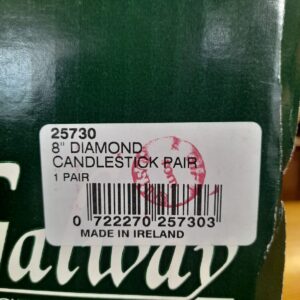 25730
8" DIAMOND
CANDLESTICK PAIR
1 PAIR
0 722270 257303
MADE IN IRELAND
Galway